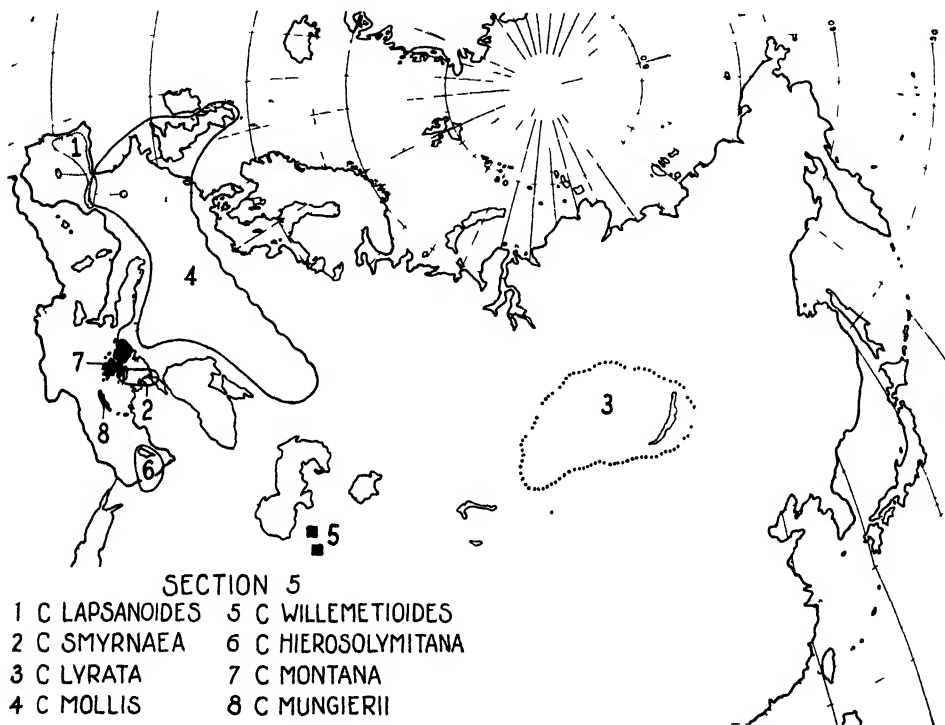 1
4
7
2
8
6
3
5
SECTION 5
1 C LAPSANOIDES 5 C WILLEMETIOIDES
2 C SMYRNAEA 6 C HIEROSOLYMITANA
3 C LYRATA 7 C MONTANA
4 C MOLLIS 8 C MUNGIERII